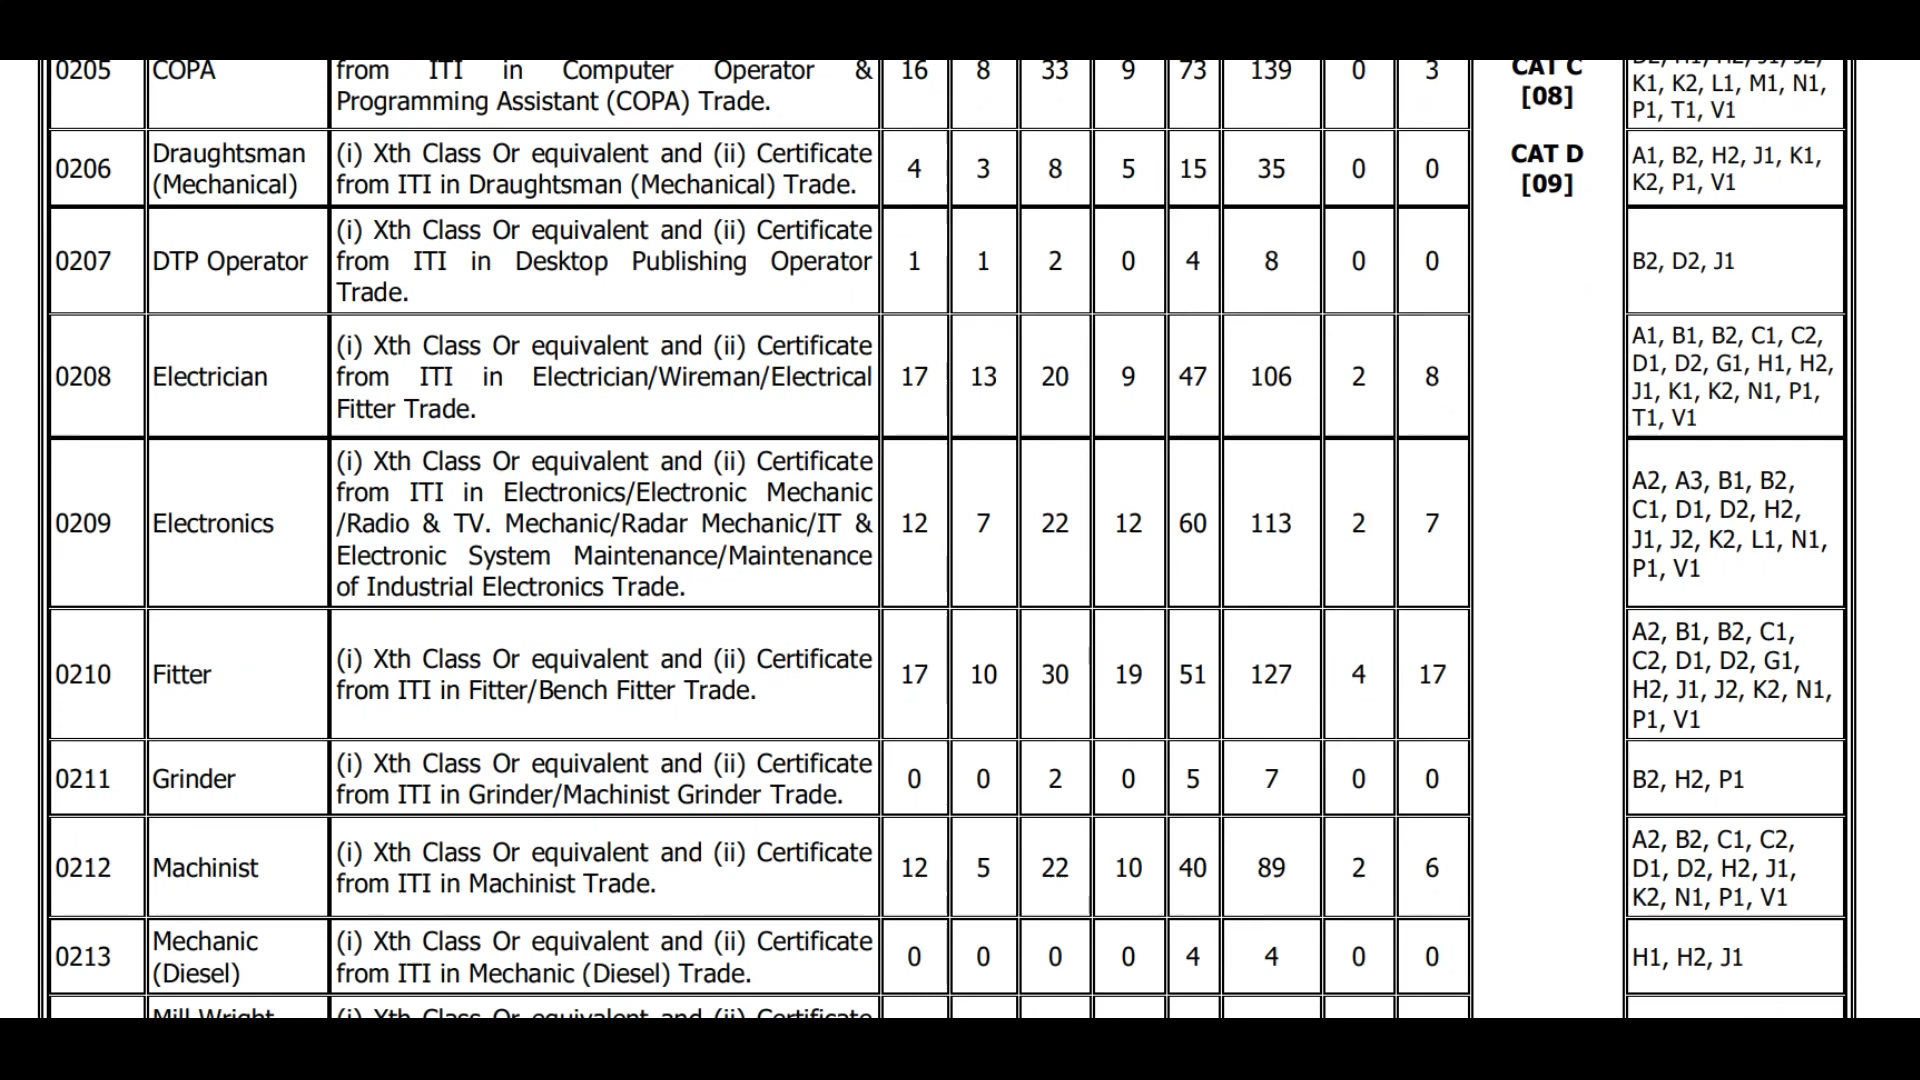 0205 COPA from ITI in Computer Operator & Programming Assistant (COPA) Trade. 16 8 33 9 73 139 0 3 CAT C [08] K1, K2, L1, M1, N1, P1, T1, V1
0206 Draughtsman (Mechanical) (i) Xth Class Or equivalent and (ii) Certificate from ITI in Draughtsman (Mechanical) Trade. 4 3 8 5 15 35 0 0 CAT D [09] A1, B2, H2, J1, K1, K2, P1, V1
0207 DTP Operator (i) Xth Class Or equivalent and (ii) Certificate from ITI in Desktop Publishing Operator Trade. 1 1 2 0 4 8 0 0 B2, D2, J1
0208 Electrician (i) Xth Class Or equivalent and (ii) Certificate from ITI in Electrician/Wireman/Electrical Fitter Trade. 17 13 20 9 47 106 2 8 A1, B1, B2, C1, C2, D1, D2, G1, H1, H2, J1, K1, K2, N1, P1, T1, V1
0209 Electronics (i) Xth Class Or equivalent and (ii) Certificate from ITI in Electronics/Electronic Mechanic /Radio & TV. Mechanic/Radar Mechanic/IT & Electronic System Maintenance/Maintenance of Industrial Electronics Trade. 12 7 22 12 60 113 2 7 A2, A3, B1, B2, C1, D1, D2, H2, J1, J2, K2, L1, N1, P1, V1
0210 Fitter (i) Xth Class Or equivalent and (ii) Certificate from ITI in Fitter/Bench Fitter Trade. 17 10 30 19 51 127 4 17 A2, B1, B2, C1, C2, D1, D2, G1, H2, J1, J2, K2, N1, P1, V1
0211 Grinder (i) Xth Class Or equivalent and (ii) Certificate from ITI in Grinder/Machinist Grinder Trade. 0 0 2 0 5 7 0 0 B2, H2, P1
0212 Machinist (i) Xth Class Or equivalent and (ii) Certificate from ITI in Machinist Trade. 12 5 22 10 40 89 2 6 A2, B2, C1, C2, D1, D2, H2, J1, K2, N1, P1, V1
0213 Mechanic (Diesel) (i) Xth Class Or equivalent and (ii) Certificate from ITI in Mechanic (Diesel) Trade. 0 0 0 0 4 4 0 0 H1, H2, J1
Mill Wright (i) Xth Class Or equivalent and (ii) Certificate